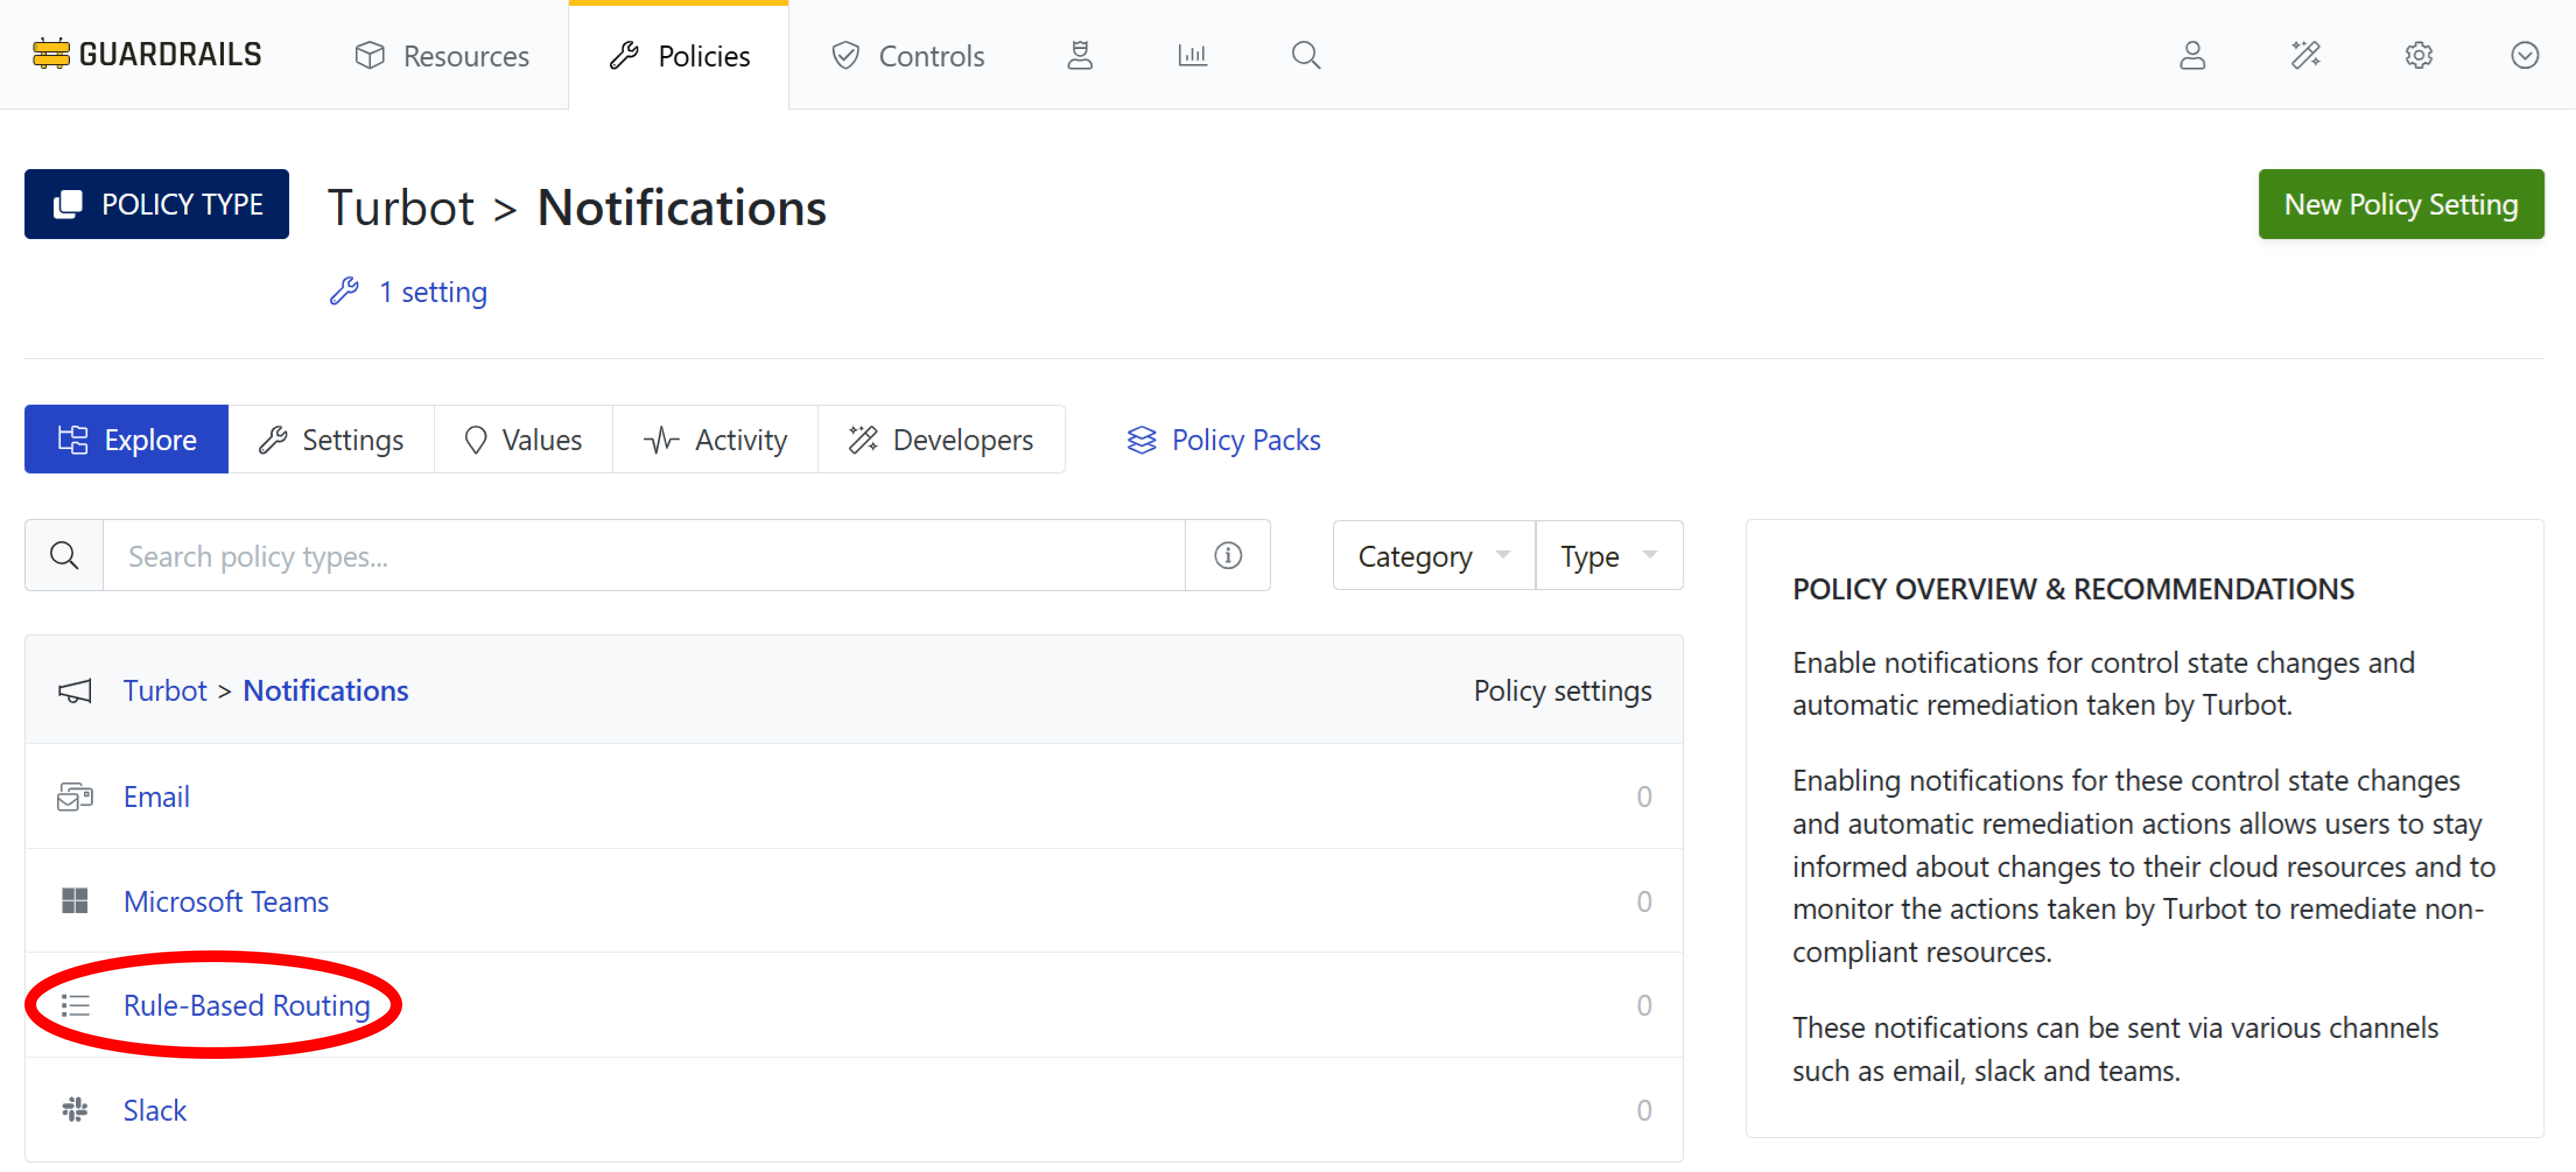 GUARDRAILS Resources Policies Controls
POLICY TYPE Turbot > Notifications New Policy Setting
1 setting
Explore Settings Values Activity Developers Policy Packs
Search policy types... Category Type
Turbot > Notifications Policy settings
Email 0
Microsoft Teams 0
Rule-Based Routing 0
Slack 0
POLICY OVERVIEW & RECOMMENDATIONS
Enable notifications for control state changes and
automatic remediation taken by Turbot.
Enabling notifications for these control state changes
and automatic remediation actions allows users to stay
informed about changes to their cloud resources and to
monitor the actions taken by Turbot to remediate non-
compliant resources.
These notifications can be sent via various channels
such as email, slack and teams.